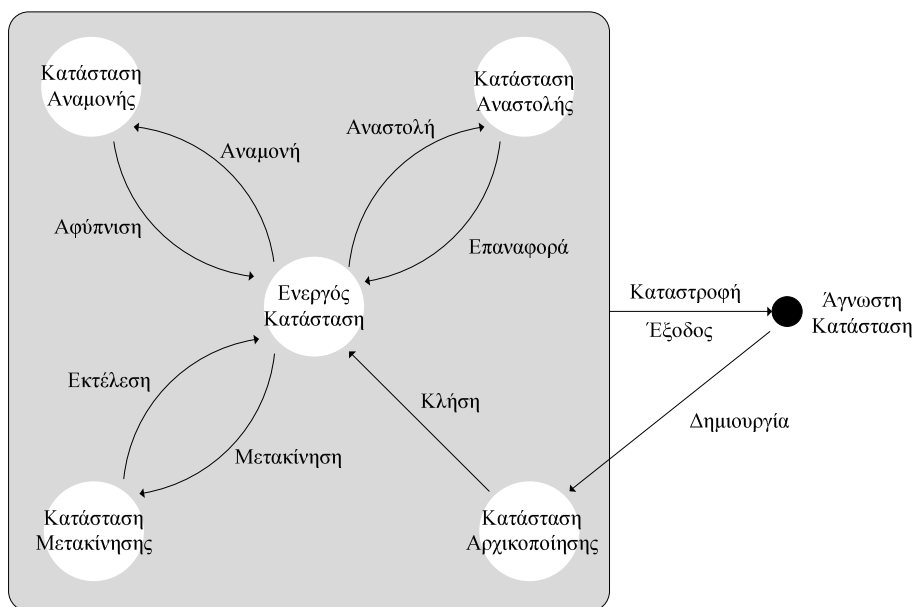 Κατάσταση
Αναμονής
Κατάσταση
Αναστολής
Αναστολή
Αναμονή
Αφύπνιση
Επαναφορά
Ενεργός
Κατάσταση
Καταστροφή
Έξοδος
Άγνωστη
Κατάσταση
Εκτέλεση
Κλήση
Δημιουργία
Μετακίνηση
Κατάσταση
Μετακίνησης
Κατάσταση
Αρχικοποίησης